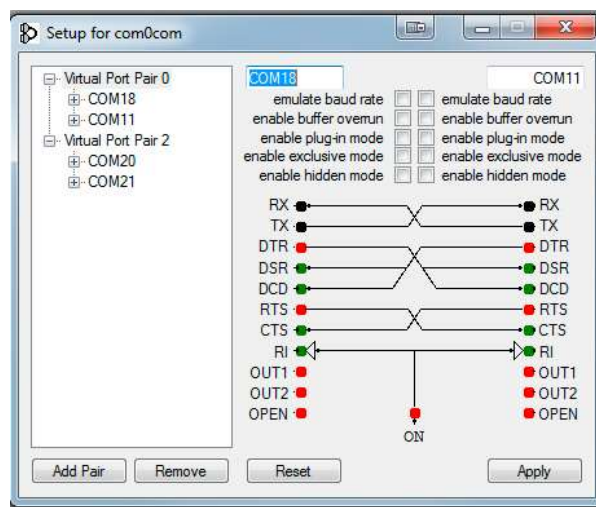 Setup for com0com
Virtual Port Pair 0
COM18
COM11
Virtual Port Pair 2
COM20
COM21
COM18 COM11
emulate baud rate emulate baud rate
enable buffer overrun enable buffer overrun
enable plug-in mode enable plug-in mode
enable exclusive mode enable exclusive mode
enable hidden mode enable hidden mode
RX RX
TX TX
DTR DTR
DSR DSR
DCD DCD
RTS RTS
CTS CTS
RI RI
OUT1 OUT1
OUT2 OUT2
OPEN OPEN
ON
Add Pair Remove Reset Apply